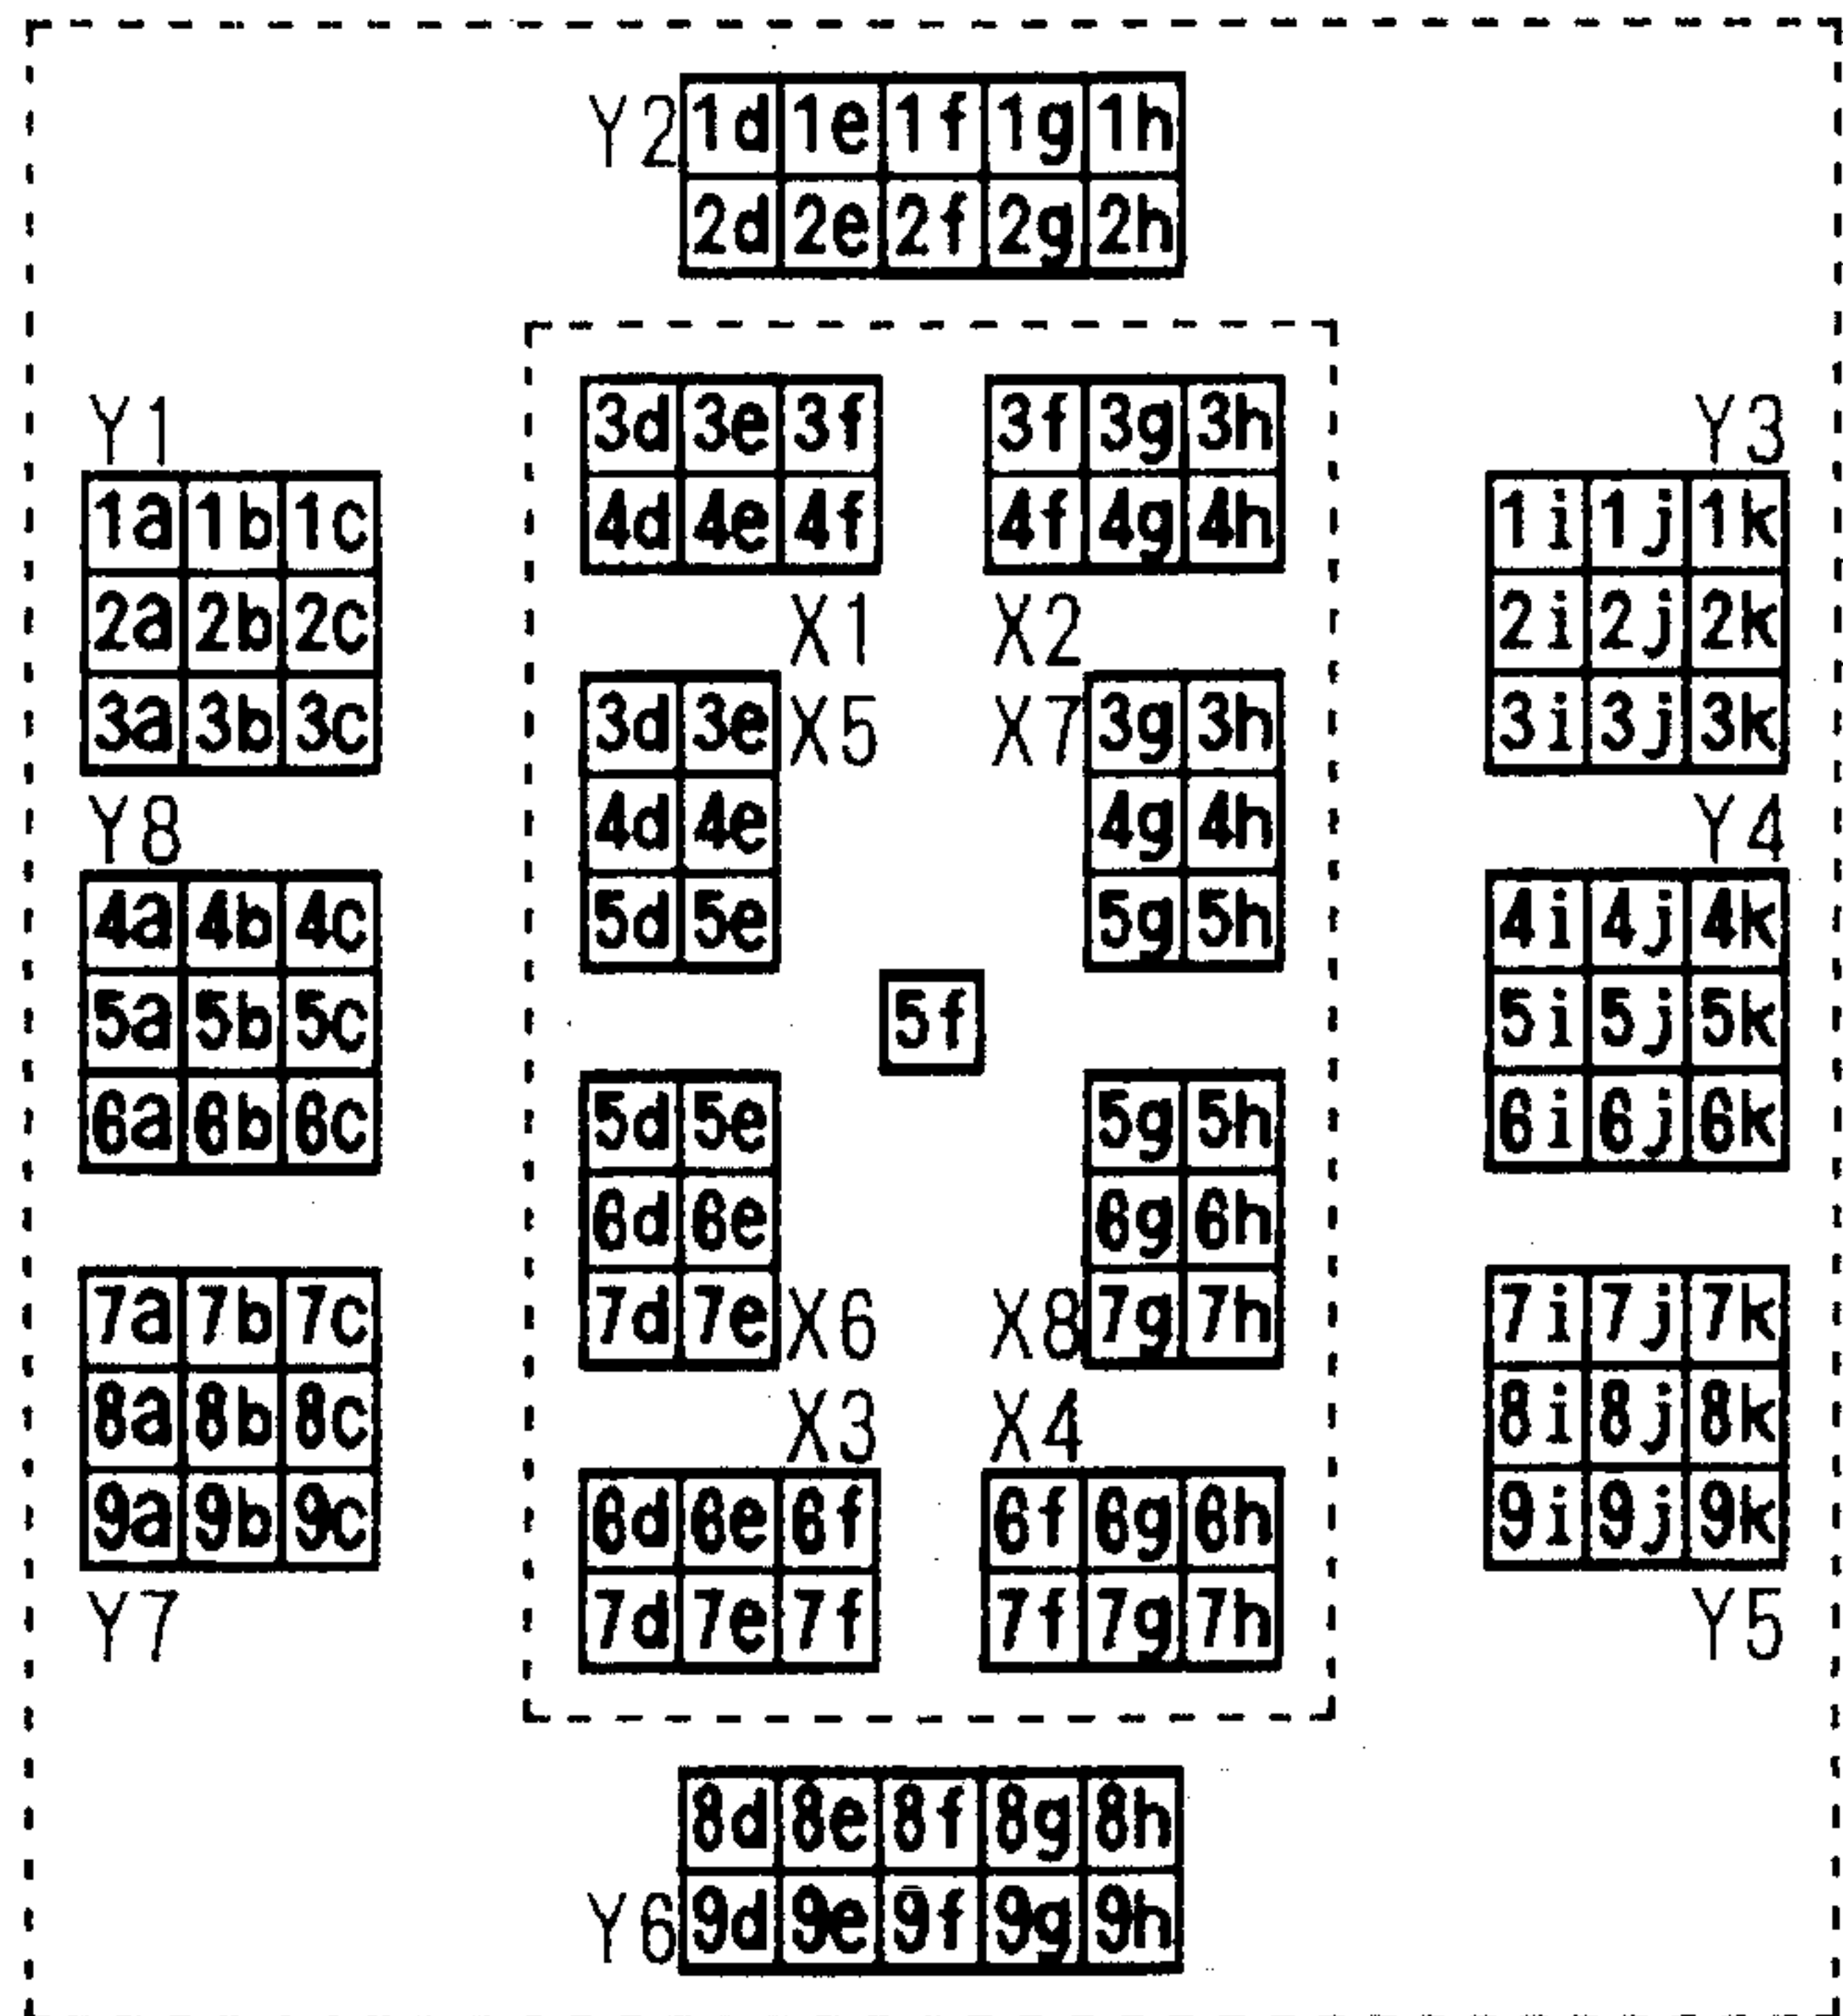 Y2 1d 1e 1f 1g 1h
2d 2e 2f 2g 2h
Y1
1a 1b 1c
2a 2b 2c
3a 3b 3c
Y8
4a 4b 4c
5a 5b 5c
6a 6b 6c
7a 7b 7c
8a 8b 8c
9a 9b 9c
Y7
3d 3e 3f
4d 4e 4f
X1
3f 3g 3h
4f 4g 4h
X2
3d 3e X5
4d 4e
5d 5e
X7 3g 3h
4g 4h
5g 5h
5f
5d 5e
6d 6e
7d 7e X6
5g 5h
6g 6h
X8 7g 7h
X3
6d 6e 6f
7d 7e 7f
X4
6f 6g 6h
7f 7g 7h
Y3
1i 1j 1k
2i 2j 2k
3i 3j 3k
Y4
4i 4j 4k
5i 5j 5k
6i 6j 6k
7i 7j 7k
8i 8j 8k
9i 9j 9k
Y5
8d 8e 8f 8g 8h
Y6 9d 9e 9f 9g 9h